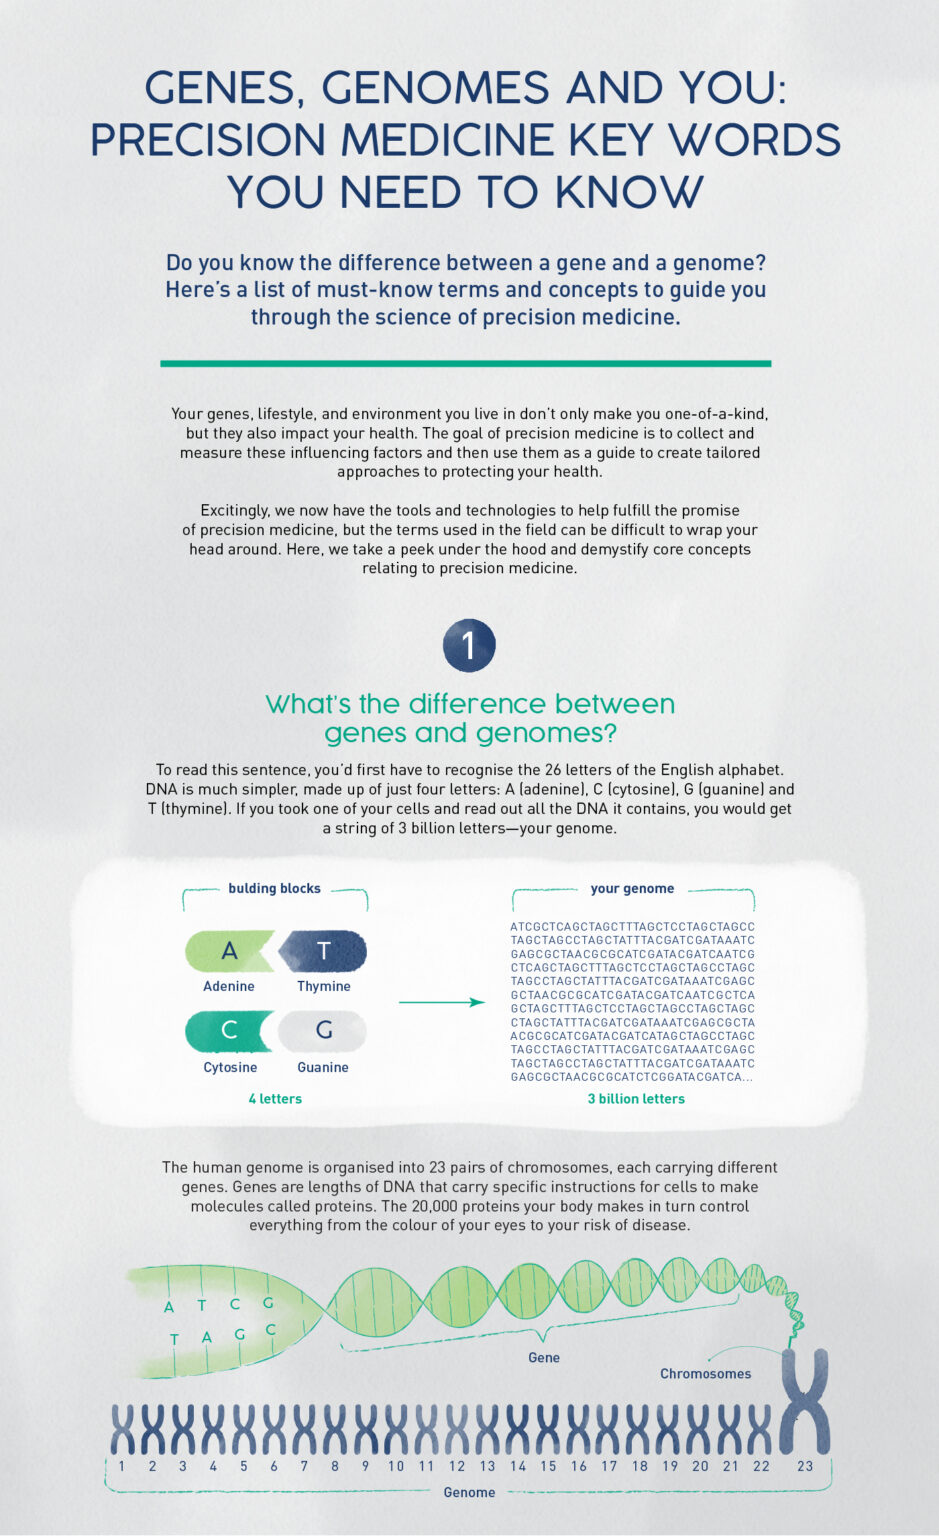 GENES, GENOMES AND YOU:
PRECISION MEDICINE KEY WORDS
YOU NEED TO KNOW
Do you know the difference between a gene and a genome?
Here's a list of must-know terms and concepts to guide you
through the science of precision medicine.
Your genes, lifestyle, and environment you live in don't only make you one-of-a-kind,
but they also impact your health. The goal of precision medicine is to collect and
measure these influencing factors and then use them as a guide to create tailored
approaches to protecting your health.
Excitingly, we now have the tools and technologies to help fulfill the promise
of precision medicine, but the terms used in the field can be difficult to wrap your
head around. Here, we take a peek under the hood and demystify core concepts
relating to precision medicine.
1
What's the difference between
genes and genomes?
To read this sentence, you'd first have to recognise the 26 letters of the English alphabet.
DNA is much simpler, made up of just four letters: A (adenine), C (cytosine), G (guanine) and
T (thymine). If you took one of your cells and read out all the DNA it contains, you would get
a string of 3 billion letters—your genome.
bulding blocks
A T
Adenine Thymine
C G
Cytosine Guanine
4 letters
your genome
ATCGCTCAGCTAGCTTTAGCTCCTAGCTAGCC
TAGCTAGCCTAGCTATTTACGATCGATAAATC
GAGCGCTAACGCGCATCGATACGATCAATCG
CTCAGCTAGCTTTAGCTCCTAGCTAGCCTAGC
TAGCCTAGCTATTTACGATCGATAAATCGAGC
GCTAACGCGCATCGATACGATCAATCGCTCA
GCTAGCTTTAGCTCCTAGCTAGCCTAGCTAGC
CTAGCTATTTACGATCGATAAATCGAGCGCTA
ACGCGCATCGATACGATCATAGCTAGCCTAGC
TAGCCTAGCTATTTACGATCGATAAATCGAGC
TAGCTAGCCTAGCTATTTACGATCGATAAATC
GAGCGCTAACGCGCATCTCGGATACGATCA...
3 billion letters
The human genome is organised into 23 pairs of chromosomes, each carrying different
genes. Genes are lengths of DNA that carry specific instructions for cells to make
molecules called proteins. The 20,000 proteins your body makes in turn control
everything from the colour of your eyes to your risk of disease.
A T C G
T A G C
Gene
Chromosomes
1 2 3 4 5 6 7 8 9 10 11 12 13 14 15 16 17 18 19 20 21 22 23
Genome